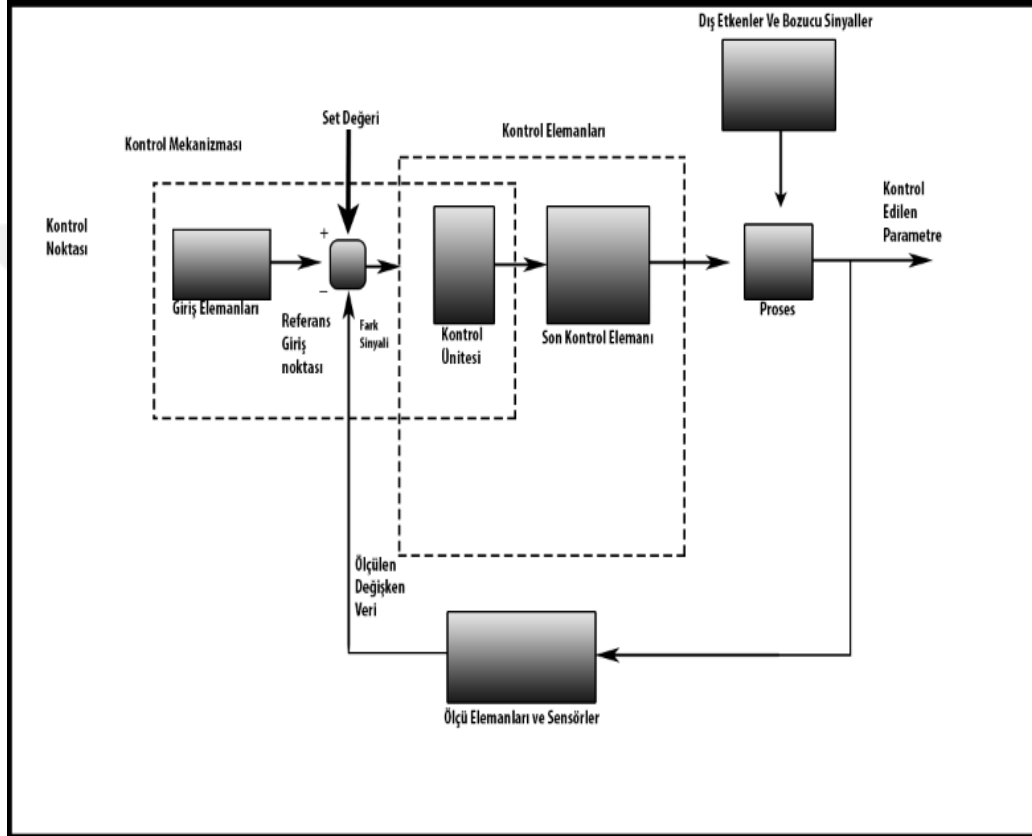 Dış Etkenler Ve Bozucu Sinyaller
Set Değeri
Kontrol Elemanları
Kontrol Mekanizması
Kontrol
Edilen
Parametre
Kontrol
Noktası
+
−
Giriş Elemanları
Referans
Giriş
noktası
Fark
Sinyali
Kontrol
Ünitesi
Son Kontrol Elemanı
Proses
Ölçülen
Değişken
Veri
Ölçü Elemanları ve Sensörler